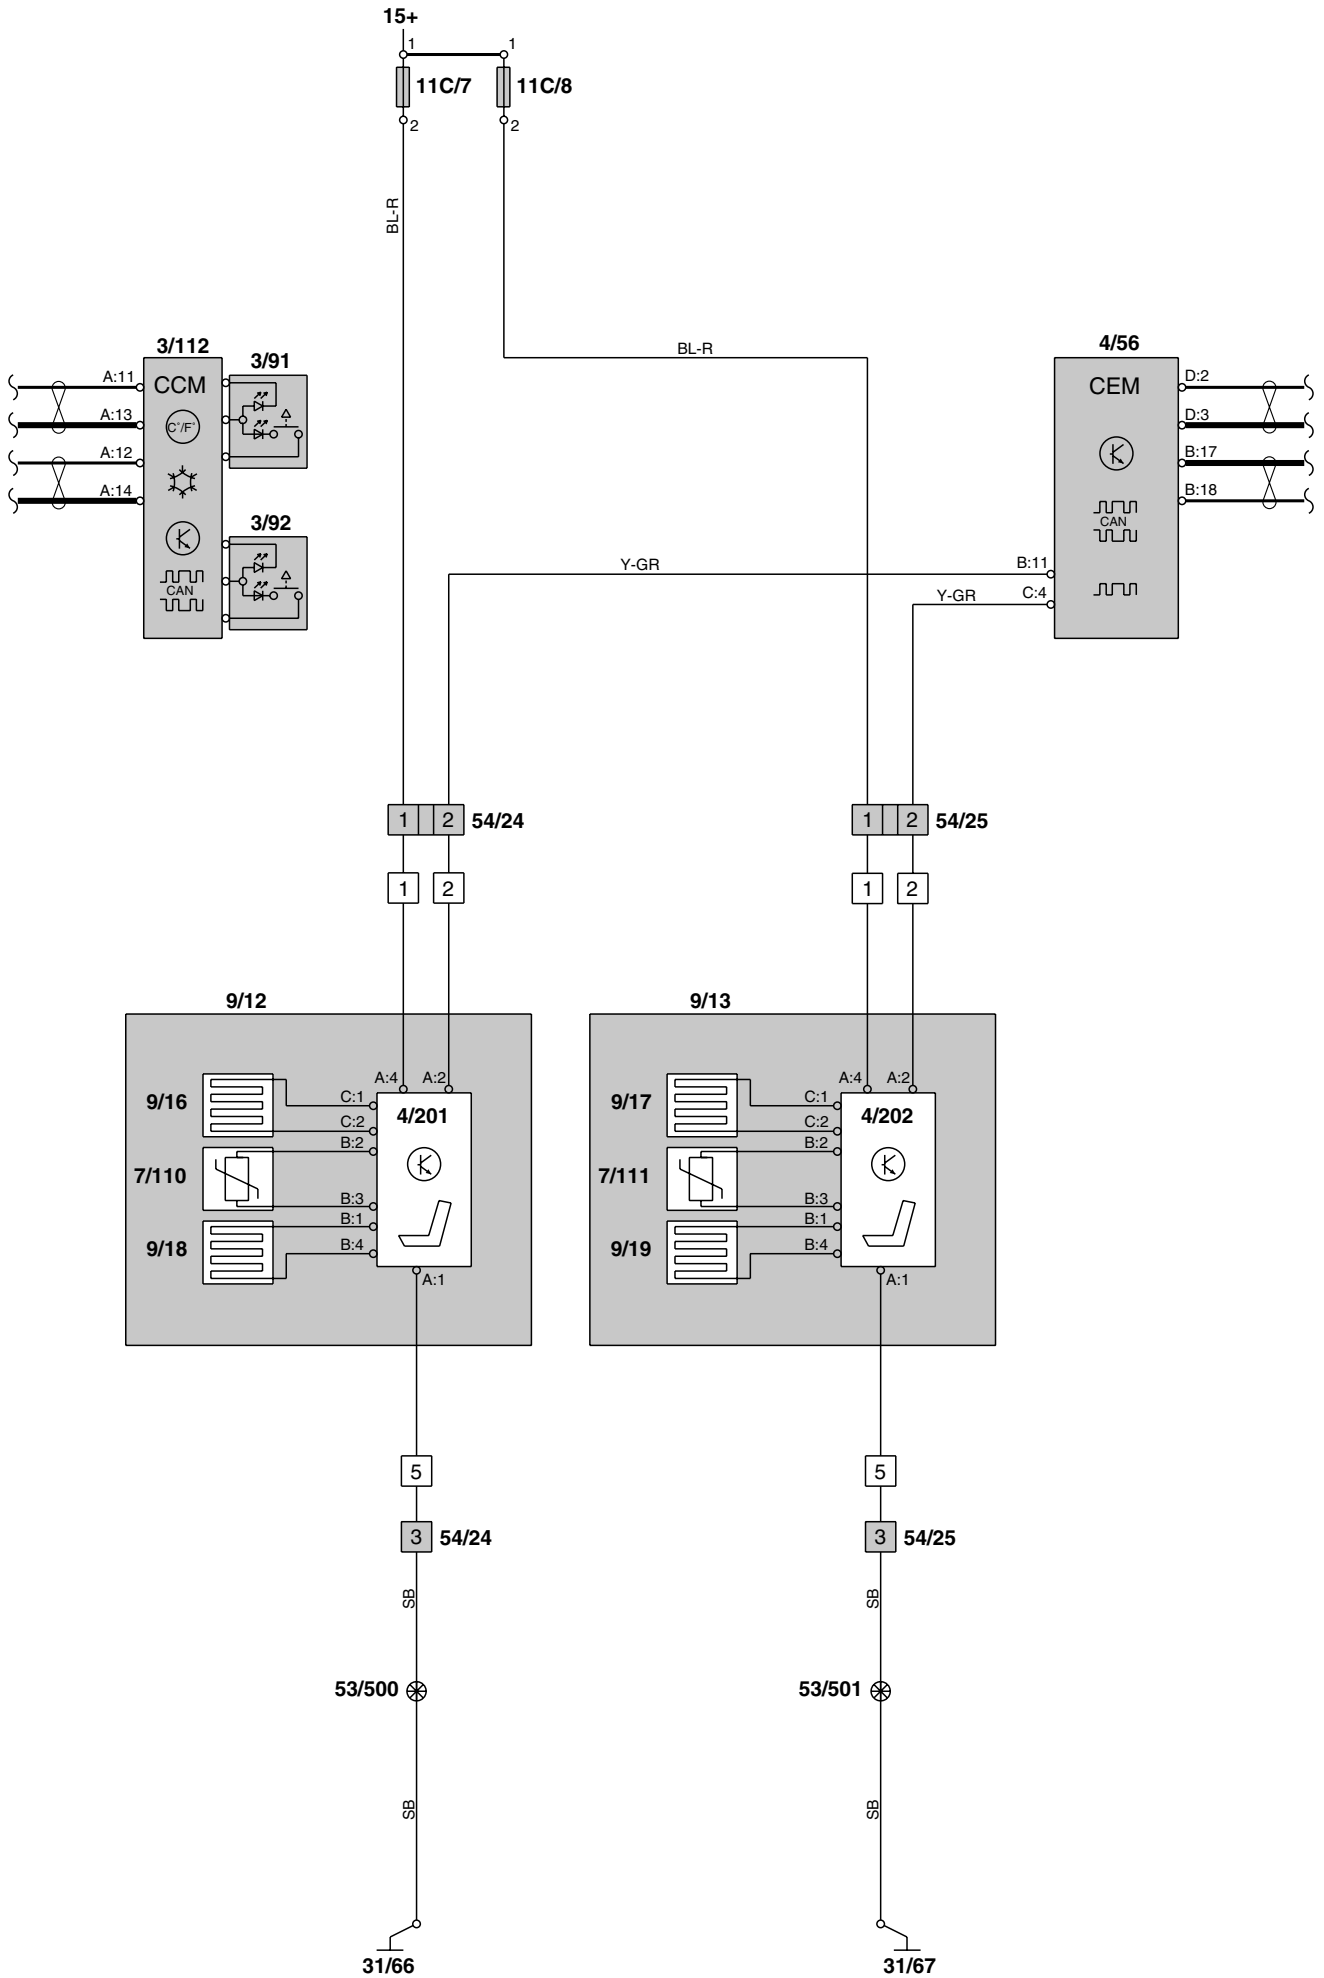 15+
1 1
11C/7 11C/8
2 2
BL-R
BL-R
3/112 3/91 4/56
A:11 CCM CEM D:2
A:13 C°/F° D:3
A:12 B:17
A:14 B:18
3/92
CAN CAN
Y-GR B:11
Y-GR C:4
1 2 54/24 1 2 54/25
1 2 1 2
9/12 9/13
A:4 A:2 A:4 A:2
9/16 C:1 4/201 9/17 C:1 4/202
C:2 C:2
B:2 B:2
7/110 7/111
B:3 B:3
B:1 B:1
9/18 B:4 9/19 B:4
A:1 A:1
5 5
3 54/24 3 54/25
SB SB
53/500 53/501
SB SB
31/66 31/67